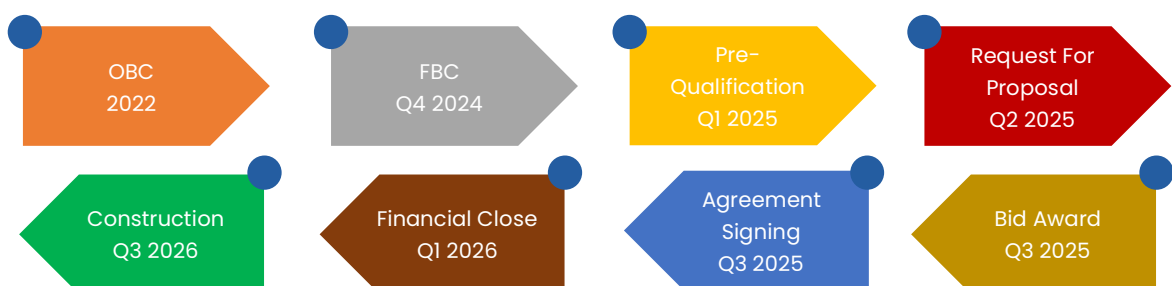 OBC
2022
FBC
Q4 2024
Pre-
Qualification
Q1 2025
Request For
Proposal
Q2 2025
Bid Award
Q3 2025
Agreement
Signing
Q3 2025
Financial Close
Q1 2026
Construction
Q3 2026